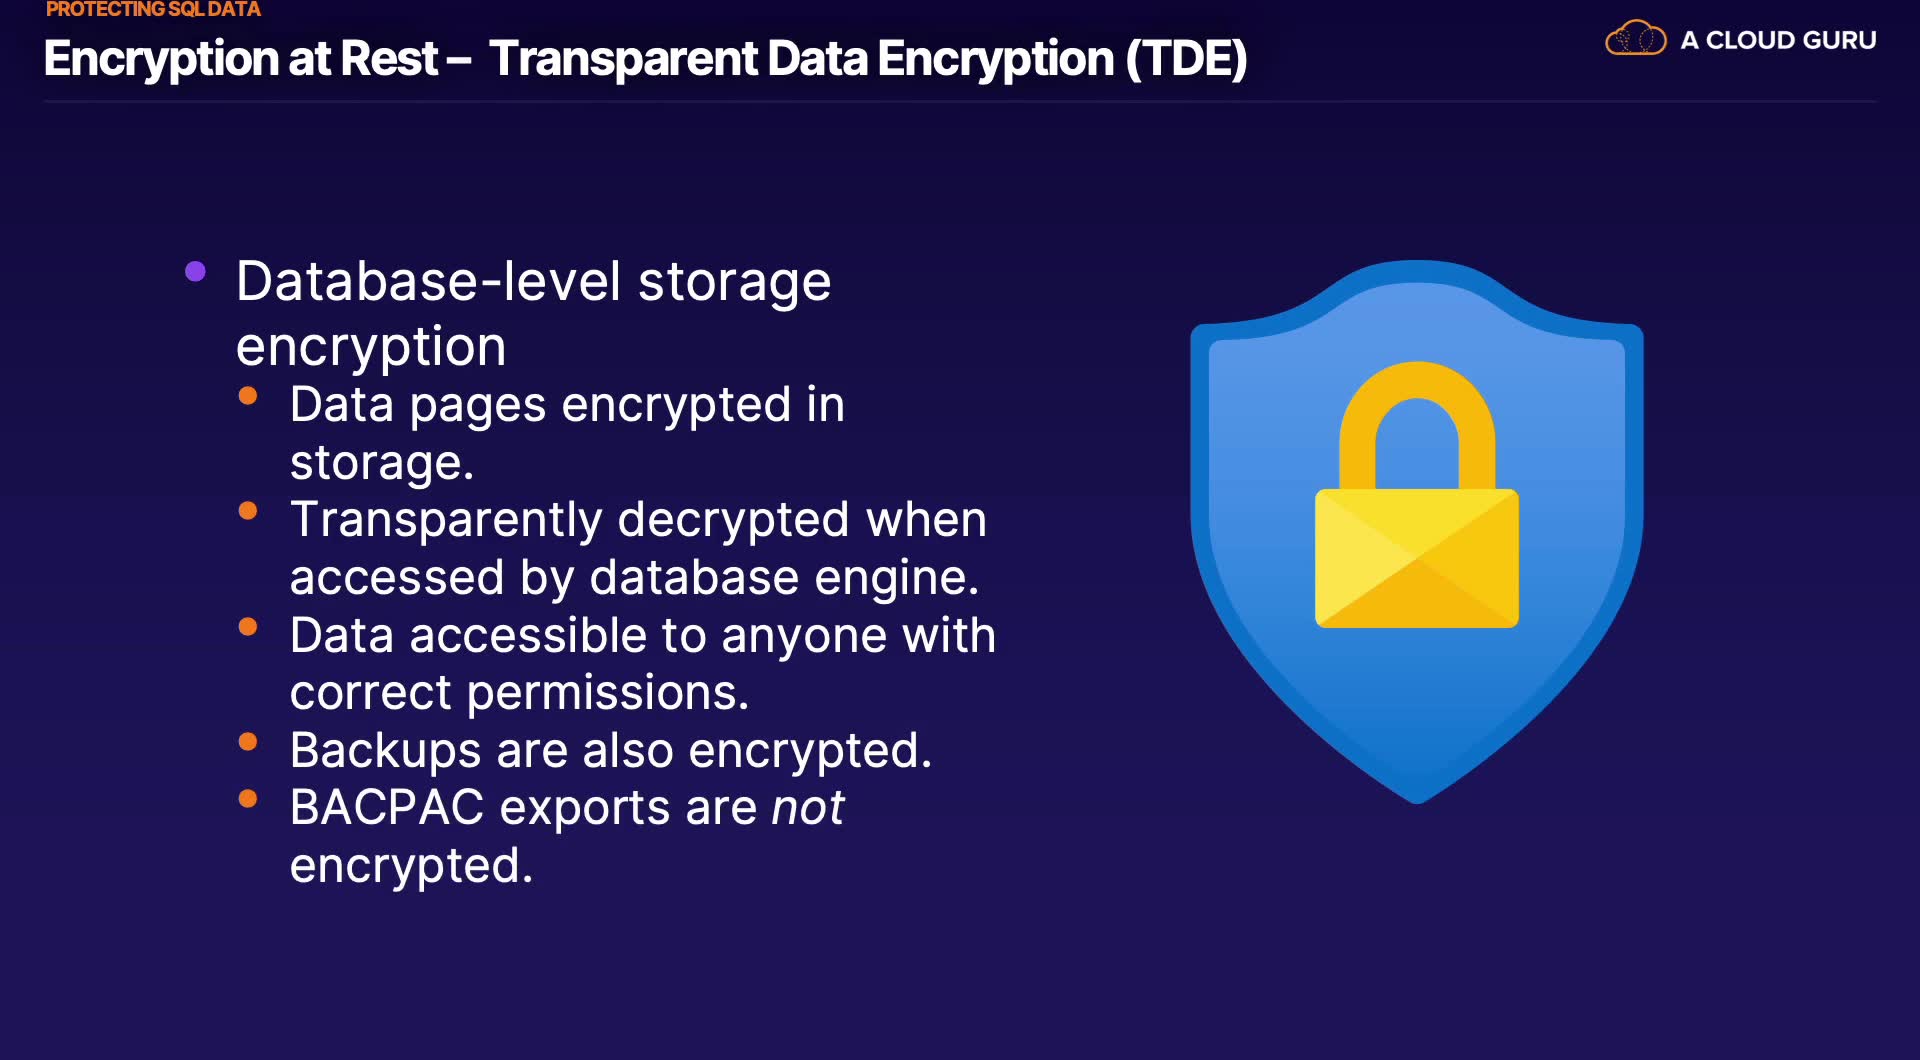 PROTECTING SQL DATA
Encryption at Rest – Transparent Data Encryption (TDE)
A CLOUD GURU
Database-level storage
encryption
Data pages encrypted in
storage.
Transparently decrypted when
accessed by database engine.
Data accessible to anyone with
correct permissions.
Backups are also encrypted.
BACPAC exports are not
encrypted.